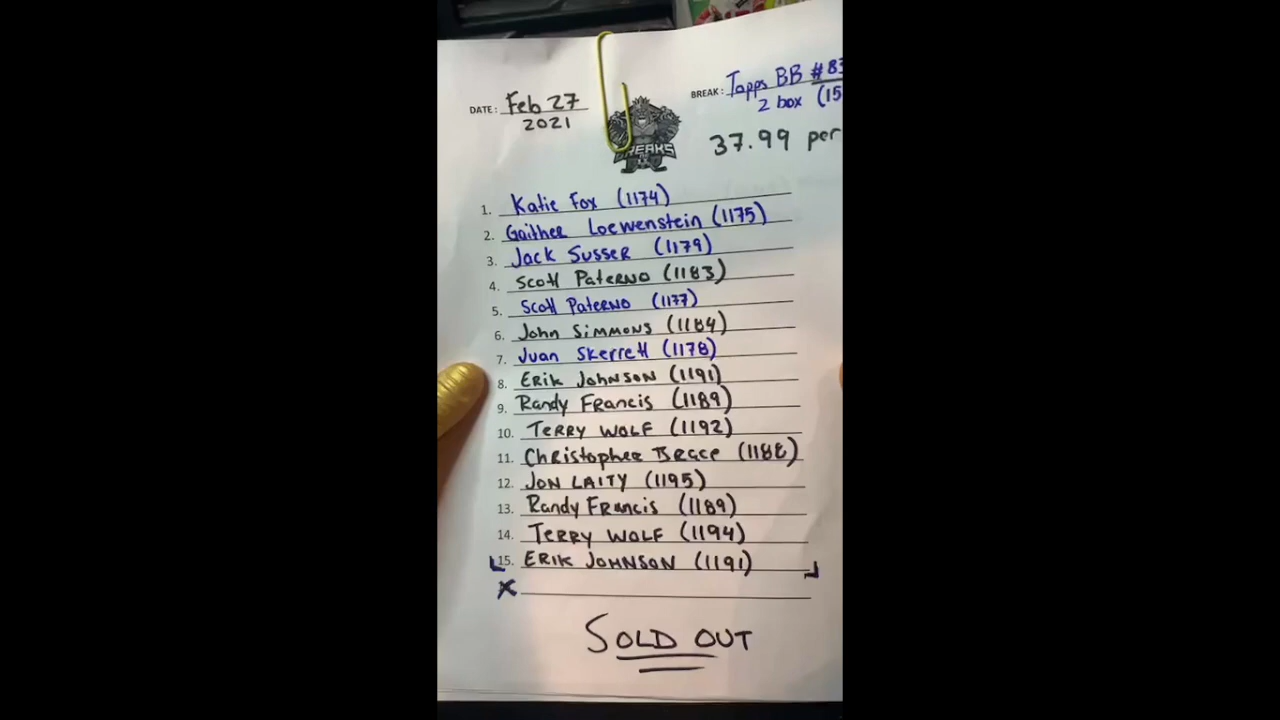 DATE: Feb 27
2021
BREAKS
BREAK: Topps BB #83
2 box (15
37.99 per
1. Katie Fox (1174)
2. Gaither Loewenstein (1175)
3. Jack Susser (1179)
4. Scott Paterno (1183)
5. Scott Paterno (1177)
6. John Simmons (1184)
7. Juan Skerrett (1178)
8. Erik Johnson (1191)
9. Randy Francis (1189)
10. Terry Wolf (1192)
11. Christopher Brace (1188)
12. Jon Laity (1195)
13. Randy Francis (1189)
14. Terry Wolf (1194)
15. Erik Johnson (1191)
X
SOLD OUT